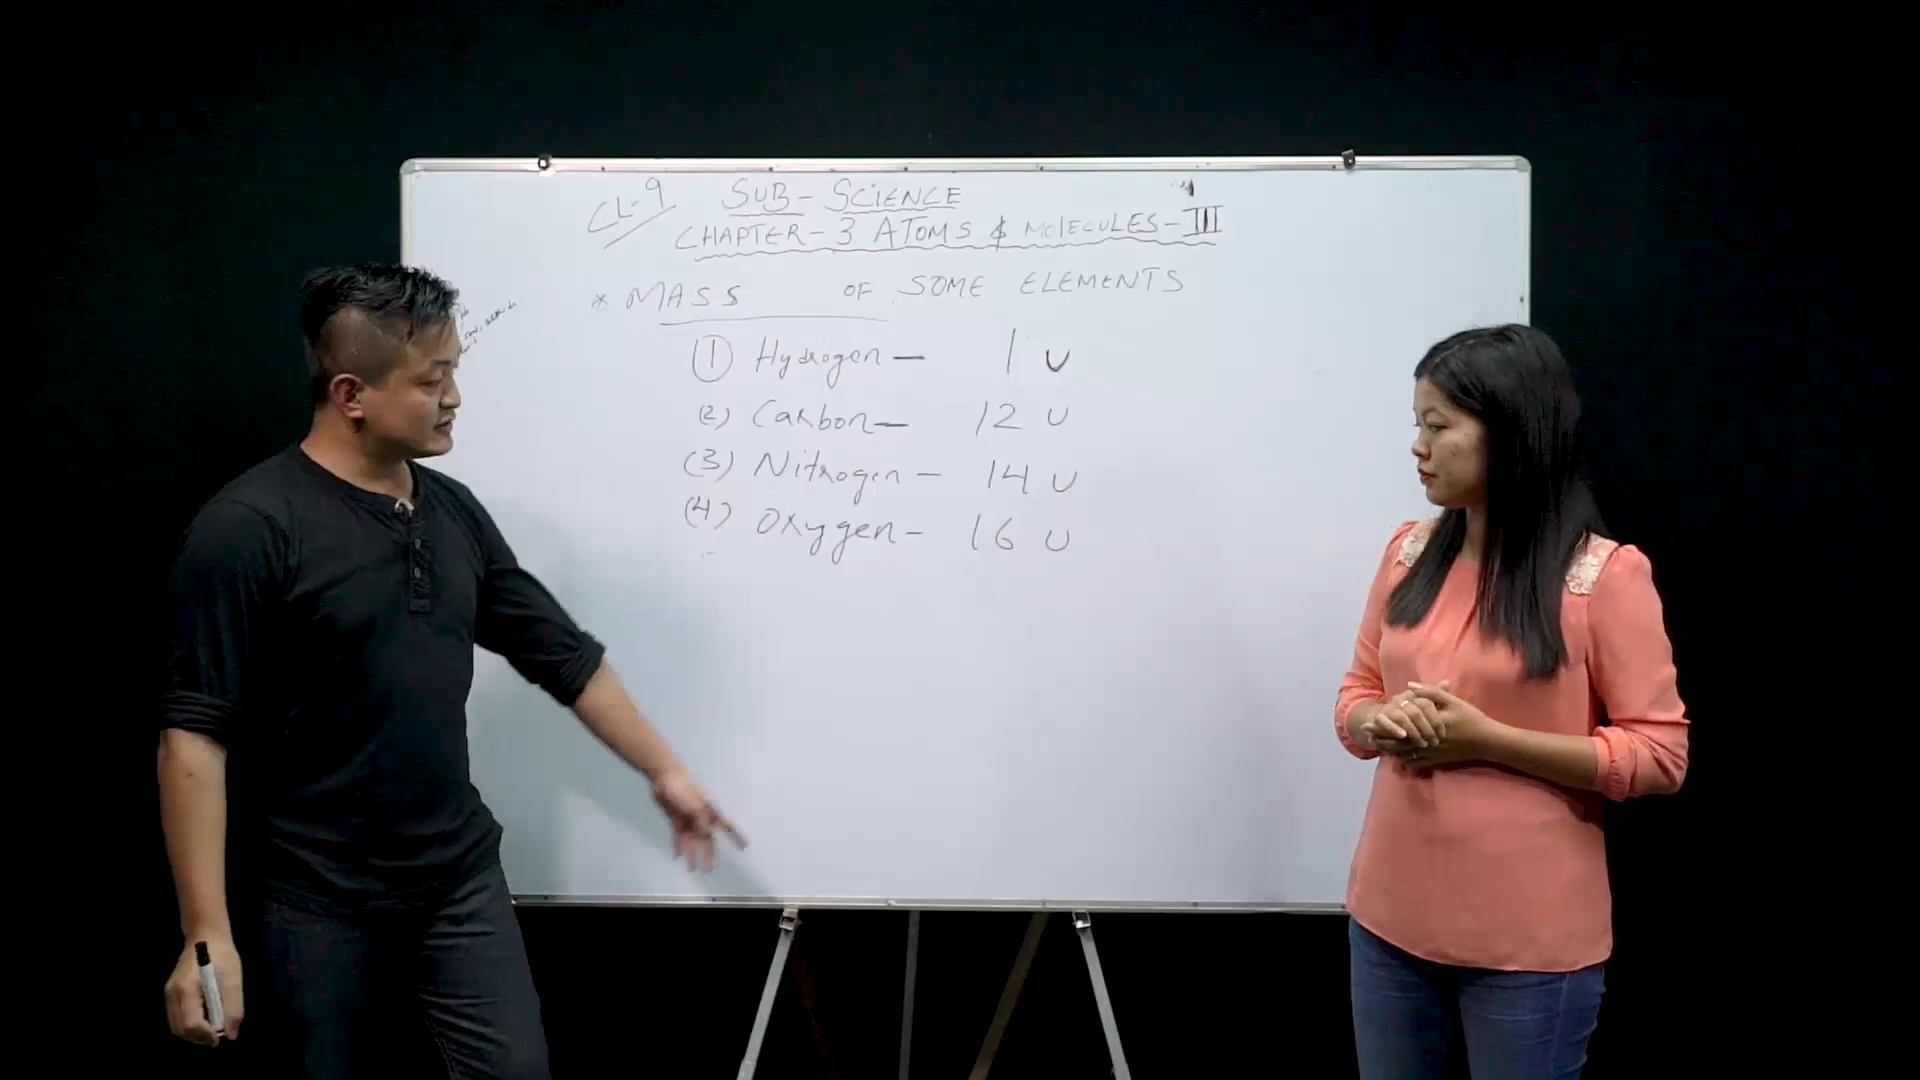 CL-9 SUB-SCIENCE
CHAPTER-3 ATOMS & MOLECULES-III
* MASS OF SOME ELEMENTS
(1) Hydrogen — 1 U
(2) Carbon — 12 U
(3) Nitrogen — 14 U
(4) Oxygen - 16 U